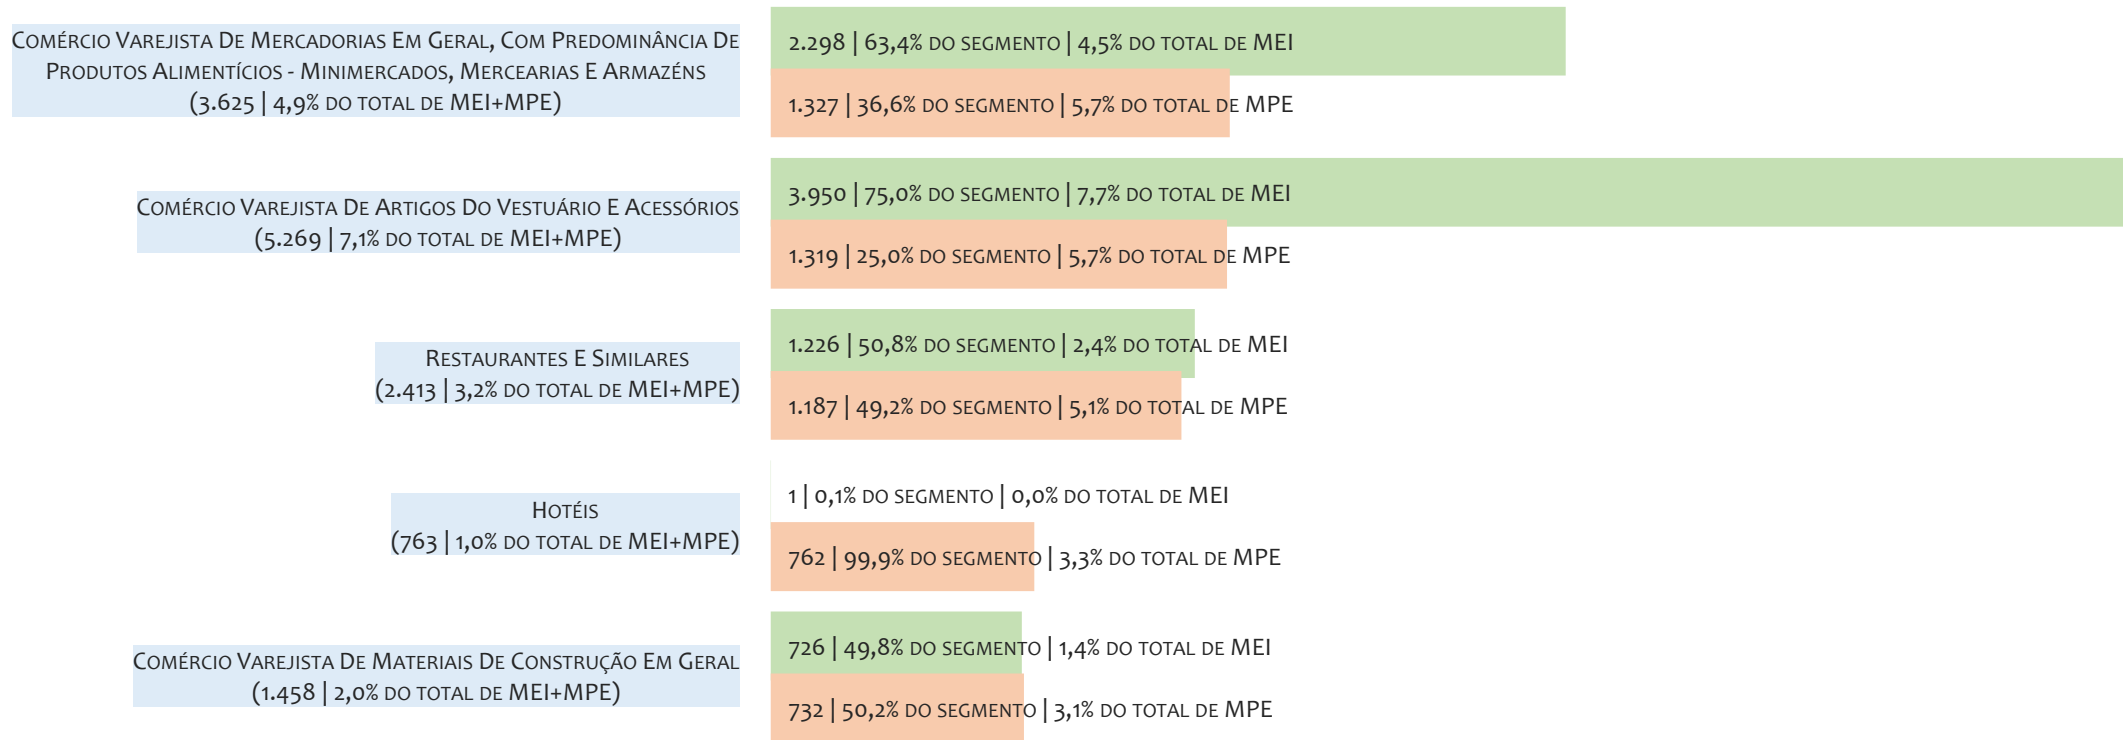 Comércio Varejista De Mercadorias Em Geral, Com Predominância De
Produtos Alimentícios - Minimercados, Mercearias E Armazéns
(3.625 | 4,9% do total de MEI+MPE)
2.298 | 63,4% do segmento | 4,5% do total de MEI
1.327 | 36,6% do segmento | 5,7% do total de MPE
Comércio Varejista De Artigos Do Vestuário E Acessórios
(5.269 | 7,1% do total de MEI+MPE)
3.950 | 75,0% do segmento | 7,7% do total de MEI
1.319 | 25,0% do segmento | 5,7% do total de MPE
Restaurantes E Similares
(2.413 | 3,2% do total de MEI+MPE)
1.226 | 50,8% do segmento | 2,4% do total de MEI
1.187 | 49,2% do segmento | 5,1% do total de MPE
Hotéis
(763 | 1,0% do total de MEI+MPE)
1 | 0,1% do segmento | 0,0% do total de MEI
762 | 99,9% do segmento | 3,3% do total de MPE
Comércio Varejista De Materiais De Construção Em Geral
(1.458 | 2,0% do total de MEI+MPE)
726 | 49,8% do segmento | 1,4% do total de MEI
732 | 50,2% do segmento | 3,1% do total de MPE